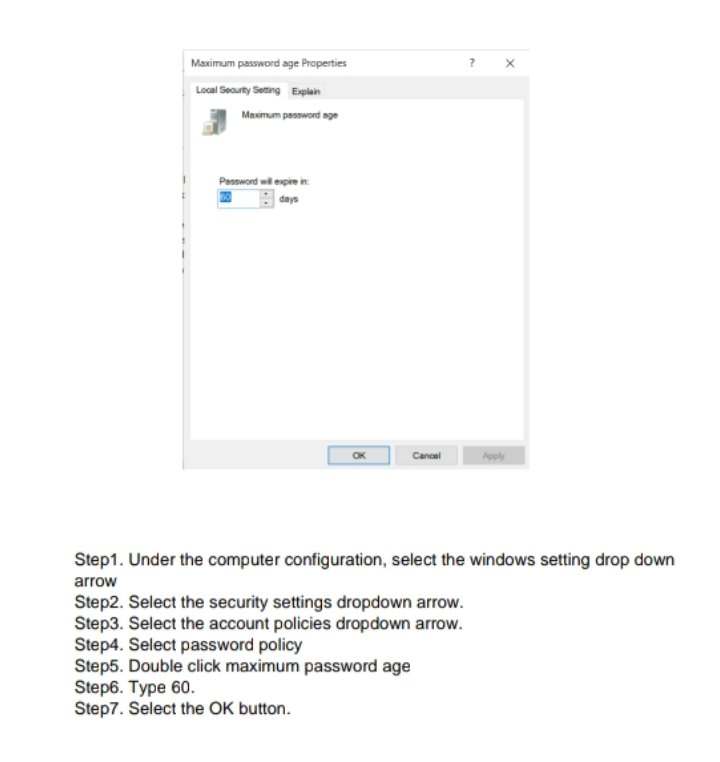 Maximum password age Properties ? X
Local Security Setting Explain
Maximum password age
Password will expire in:
60 days
OK Cancel Apply
Step1. Under the computer configuration, select the windows setting drop down
arrow
Step2. Select the security settings dropdown arrow.
Step3. Select the account policies dropdown arrow.
Step4. Select password policy
Step5. Double click maximum password age
Step6. Type 60.
Step7. Select the OK button.